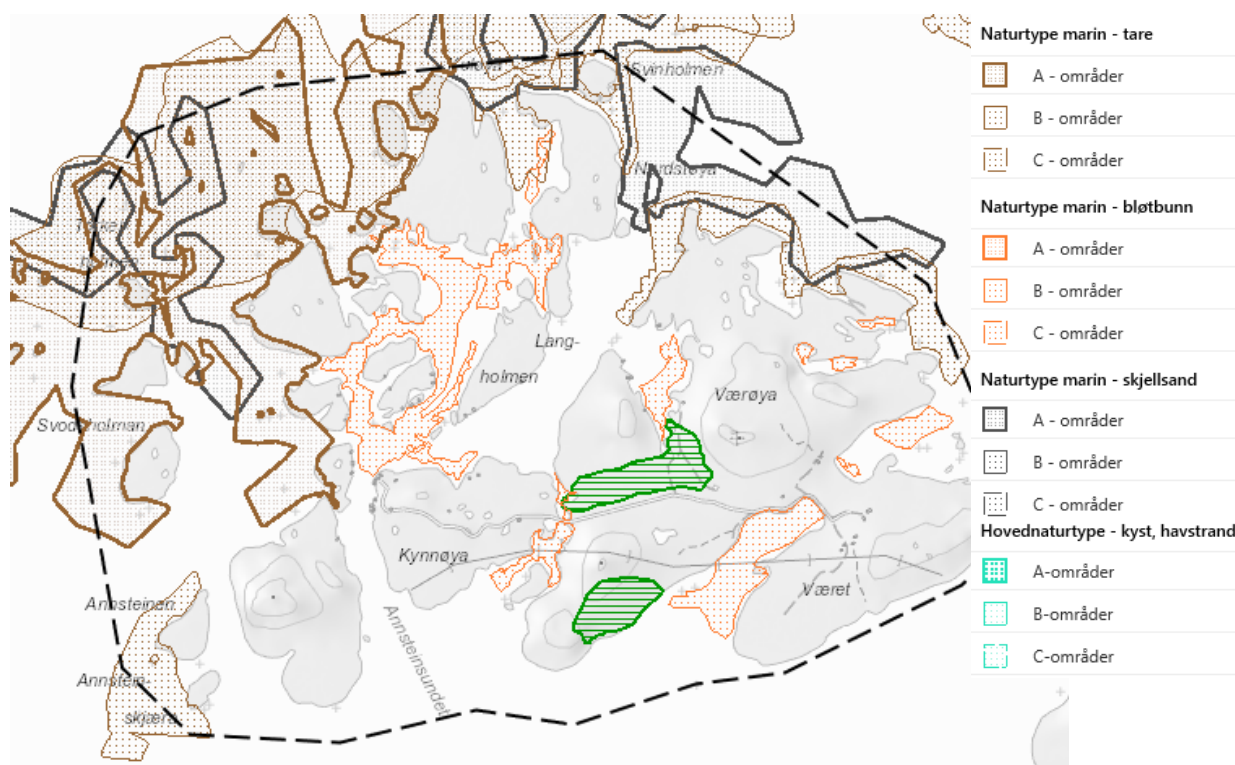 Naturtype marin - tare
A - områder
B - områder
C - områder
Naturtype marin - bløtbunn
A - områder
B - områder
C - områder
Naturtype marin - skjellsand
A - områder
B - områder
C - områder
Hovednaturtype - kyst, havstrand
A-områder
B-områder
C-områder
Svinholmen
Nordstøya
Lang-
holmen
Værøya
Kynnøya
Været
Annsteinen
Annstein-
skjæra
Annsteinsundet